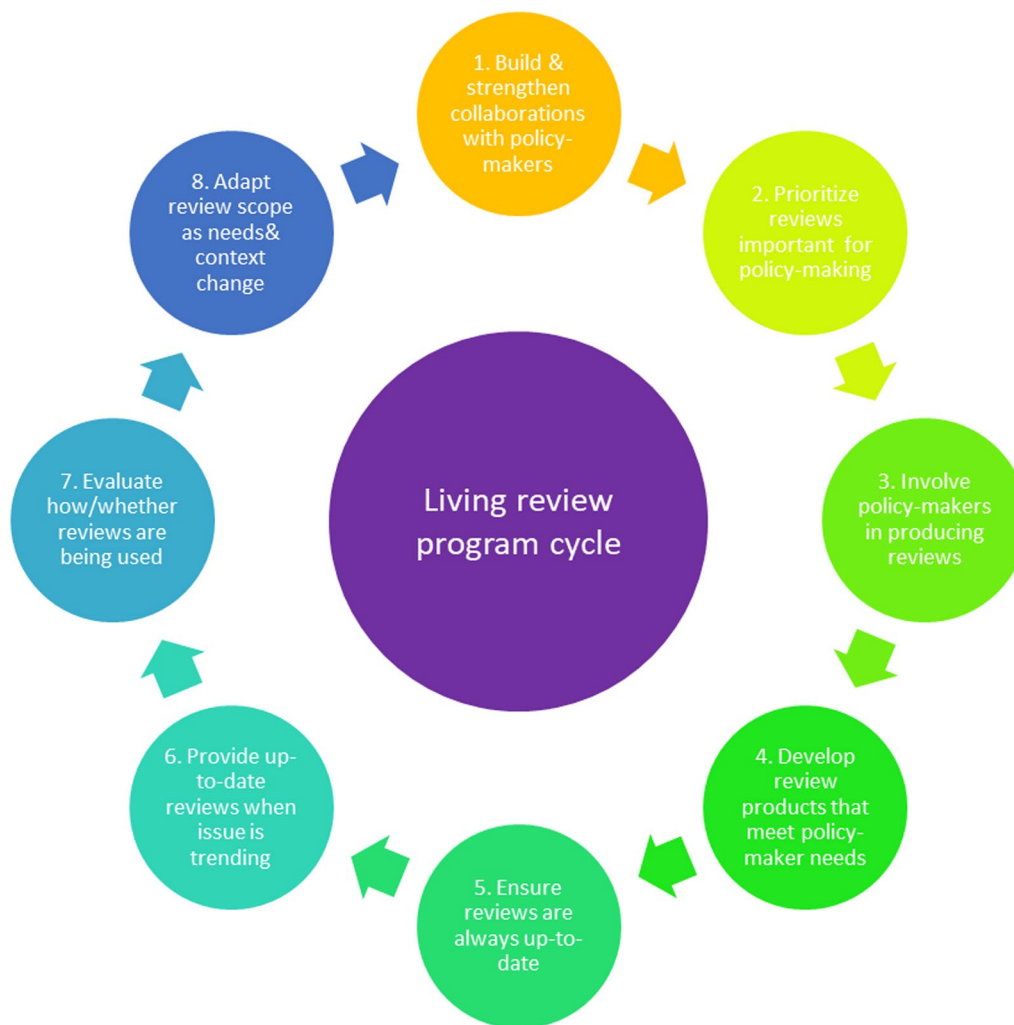 1. Build &
strengthen
collaborations
with policy-
makers
2. Prioritize
reviews
important for
policy-making
3. Involve
policy-makers
in producing
reviews
4. Develop
review
products that
meet policy-
maker needs
5. Ensure
reviews are
always up-to-
date
6. Provide up-
to-date
reviews when
issue is
trending
7. Evaluate
how/whether
reviews are
being used
8. Adapt
review scope
as needs&
context
change
Living review
program cycle